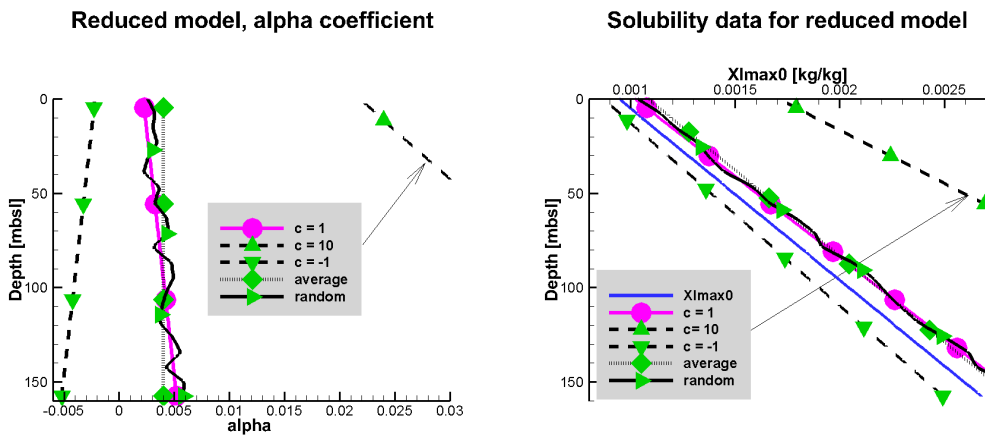 Reduced model, alpha coefficient
0
50
100
150
Depth [mbsl]
-0.005
0
0.005
0.01
0.015
0.02
0.025
0.03
alpha
c = 1
c = 10
c = -1
average
random
Solubility data for reduced model
XImax0 [kg/kg]
0.001
0.0015
0.002
0.0025
0
50
100
150
Depth [mbsl]
XImax0
c = 1
c= 10
c = -1
average
random